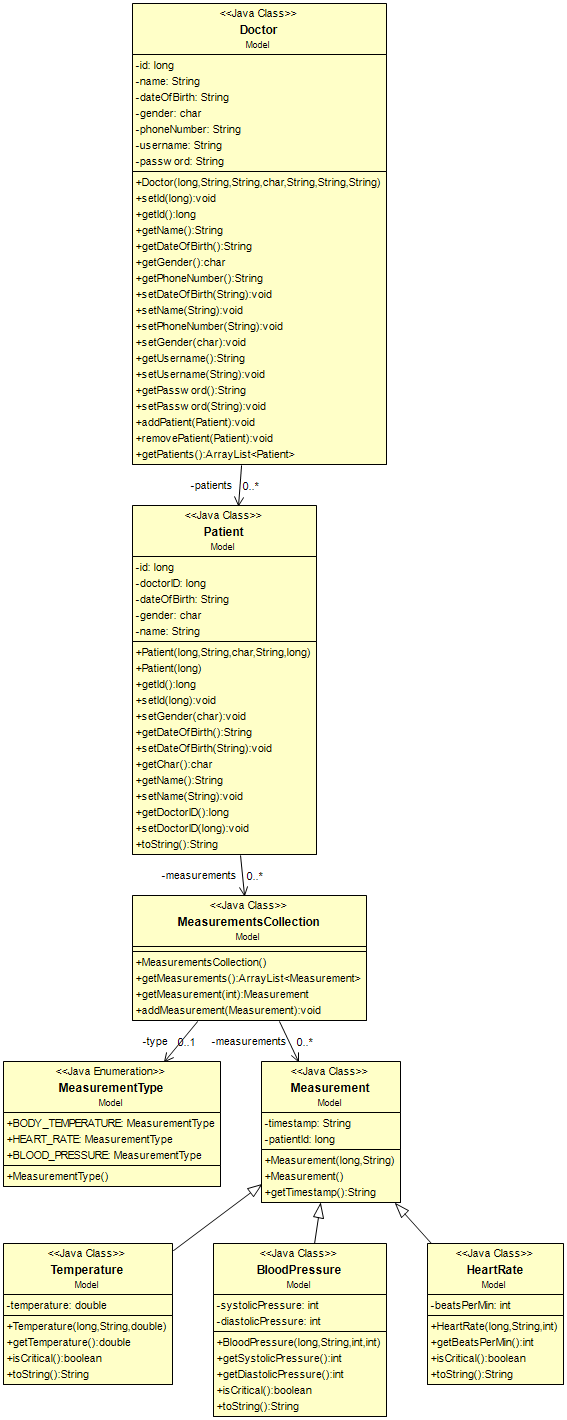 <<Java Class>>
Doctor
Model
-id: long
-name: String
-dateOfBirth: String
-gender: char
-phoneNumber: String
-username: String
-passw ord: String
+Doctor(long,String,String,char,String,String,String)
+setId(long):void
+getId():long
+getName():String
+getDateOfBirth():String
+getGender():char
+getPhoneNumber():String
+setDateOfBirth(String):void
+setName(String):void
+setPhoneNumber(String):void
+setGender(char):void
+getUsername():String
+setUsername(String):void
+getPassw ord():String
+setPassw ord(String):void
+addPatient(Patient):void
+removePatient(Patient):void
+getPatients():ArrayList<Patient>
-patients 0..*
<<Java Class>>
Patient
Model
-id: long
-doctorID: long
-dateOfBirth: String
-gender: char
-name: String
+Patient(long,String,char,String,long)
+Patient(long)
+getId():long
+setId(long):void
+setGender(char):void
+getDateOfBirth():String
+setDateOfBirth(String):void
+getChar():char
+getName():String
+setName(String):void
+getDoctorID():long
+setDoctorID(long):void
+toString():String
-measurements 0..*
<<Java Class>>
MeasurementsCollection
Model
+MeasurementsCollection()
+getMeasurements():ArrayList<Measurement>
+getMeasurement(int):Measurement
+addMeasurement(Measurement):void
-type 0..1
-measurements 0..*
<<Java Enumeration>>
MeasurementType
Model
+BODY_TEMPERATURE: MeasurementType
+HEART_RATE: MeasurementType
+BLOOD_PRESSURE: MeasurementType
+MeasurementType()
<<Java Class>>
Measurement
Model
-timestamp: String
-patientId: long
+Measurement(long,String)
+Measurement()
+getTimestamp():String
<<Java Class>>
Temperature
Model
-temperature: double
+Temperature(long,String,double)
+getTemperature():double
+isCritical():boolean
+toString():String
<<Java Class>>
BloodPressure
Model
-systolicPressure: int
-diastolicPressure: int
+BloodPressure(long,String,int,int)
+getSystolicPressure():int
+getDiastolicPressure():int
+isCritical():boolean
+toString():String
<<Java Class>>
HeartRate
Model
-beatsPerMin: int
+HeartRate(long,String,int)
+getBeatsPerMin():int
+isCritical():boolean
+toString():String